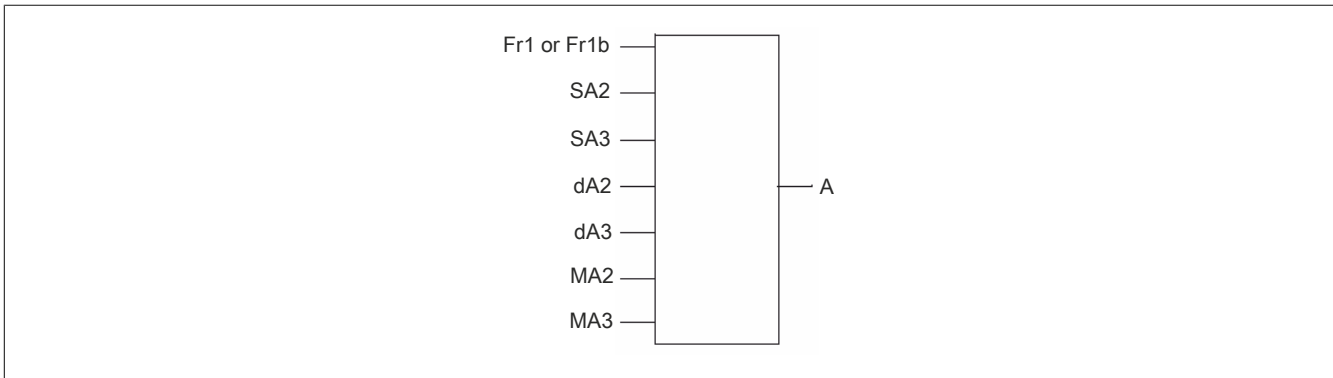 Fr1 or Fr1b
SA2
SA3
dA2
dA3
MA2
MA3
A